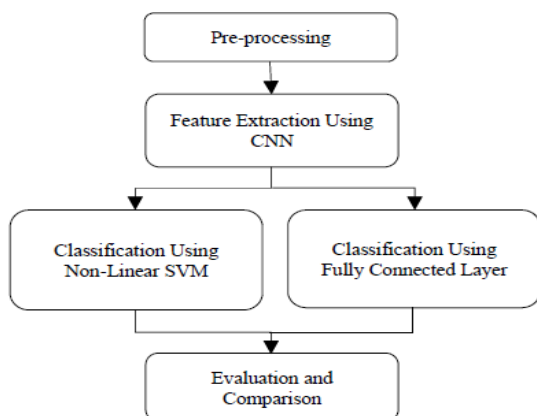 Pre-processing
Feature Extraction Using
CNN
Classification Using
Non-Linear SVM
Classification Using
Fully Connected Layer
Evaluation and
Comparison